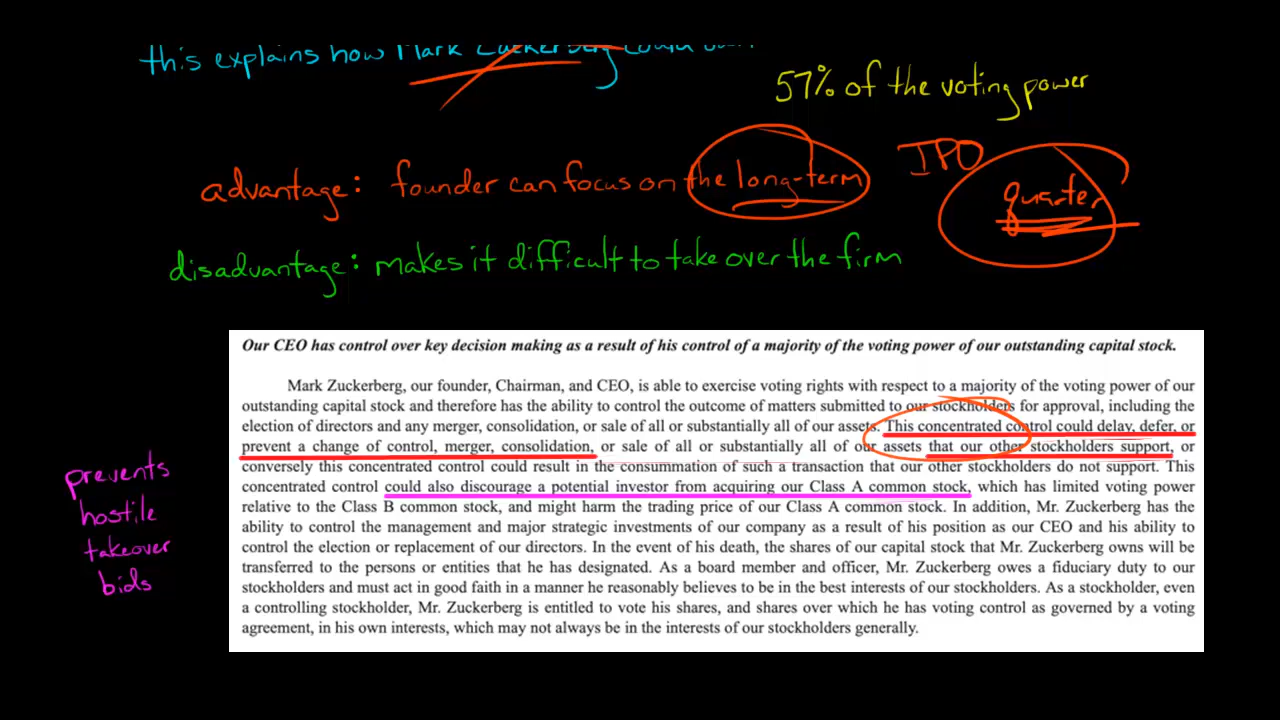 this explains how Mark Zuckerberg could own
57% of the voting power
IPO
advantage: founder can focus on the long-term
quarter
disadvantage: makes it difficult to take over the firm
Our CEO has control over key decision making as a result of his control of a majority of the voting power of our outstanding capital stock.
Mark Zuckerberg, our founder, Chairman, and CEO, is able to exercise voting rights with respect to a majority of the voting power of our
outstanding capital stock and therefore has the ability to control the outcome of matters submitted to our stockholders for approval, including the
election of directors and any merger, consolidation, or sale of all or substantially all of our assets. This concentrated control could delay, defer, or
prevent a change of control, merger, consolidation, or sale of all or substantially all of our assets that our other stockholders support, or
conversely this concentrated control could result in the consummation of such a transaction that our other stockholders do not support. This
concentrated control could also discourage a potential investor from acquiring our Class A common stock, which has limited voting power
relative to the Class B common stock, and might harm the trading price of our Class A common stock. In addition, Mr. Zuckerberg has the
ability to control the management and major strategic investments of our company as a result of his position as our CEO and his ability to
control the election or replacement of our directors. In the event of his death, the shares of our capital stock that Mr. Zuckerberg owns will be
transferred to the persons or entities that he has designated. As a board member and officer, Mr. Zuckerberg owes a fiduciary duty to our
stockholders and must act in good faith in a manner he reasonably believes to be in the best interests of our stockholders. As a stockholder, even
a controlling stockholder, Mr. Zuckerberg is entitled to vote his shares, and shares over which he has voting control as governed by a voting
agreement, in his own interests, which may not always be in the interests of our stockholders generally.
prevents
hostile
takeover
bids